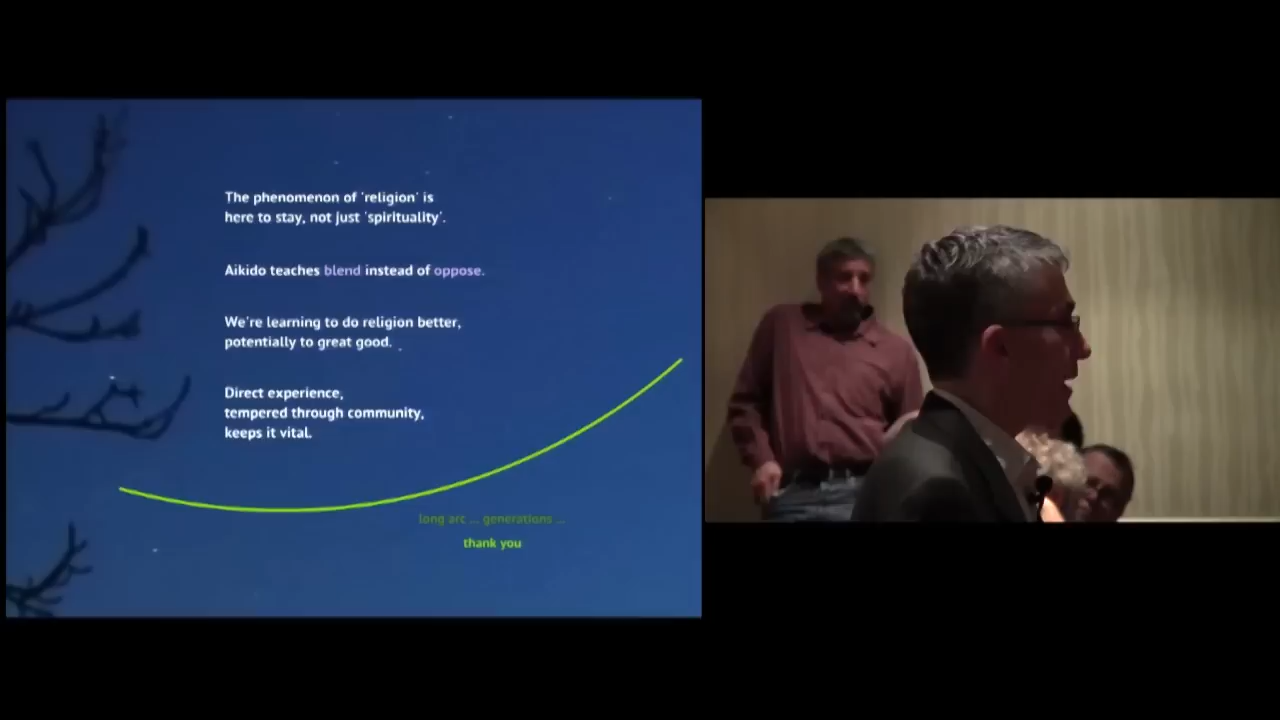 The phenomenon of 'religion' is
here to stay, not just 'spirituality'.
Aikido teaches blend instead of oppose.
We're learning to do religion better,
potentially to great good.
Direct experience,
tempered through community,
keeps it vital.
long arc ... generations ...
thank you